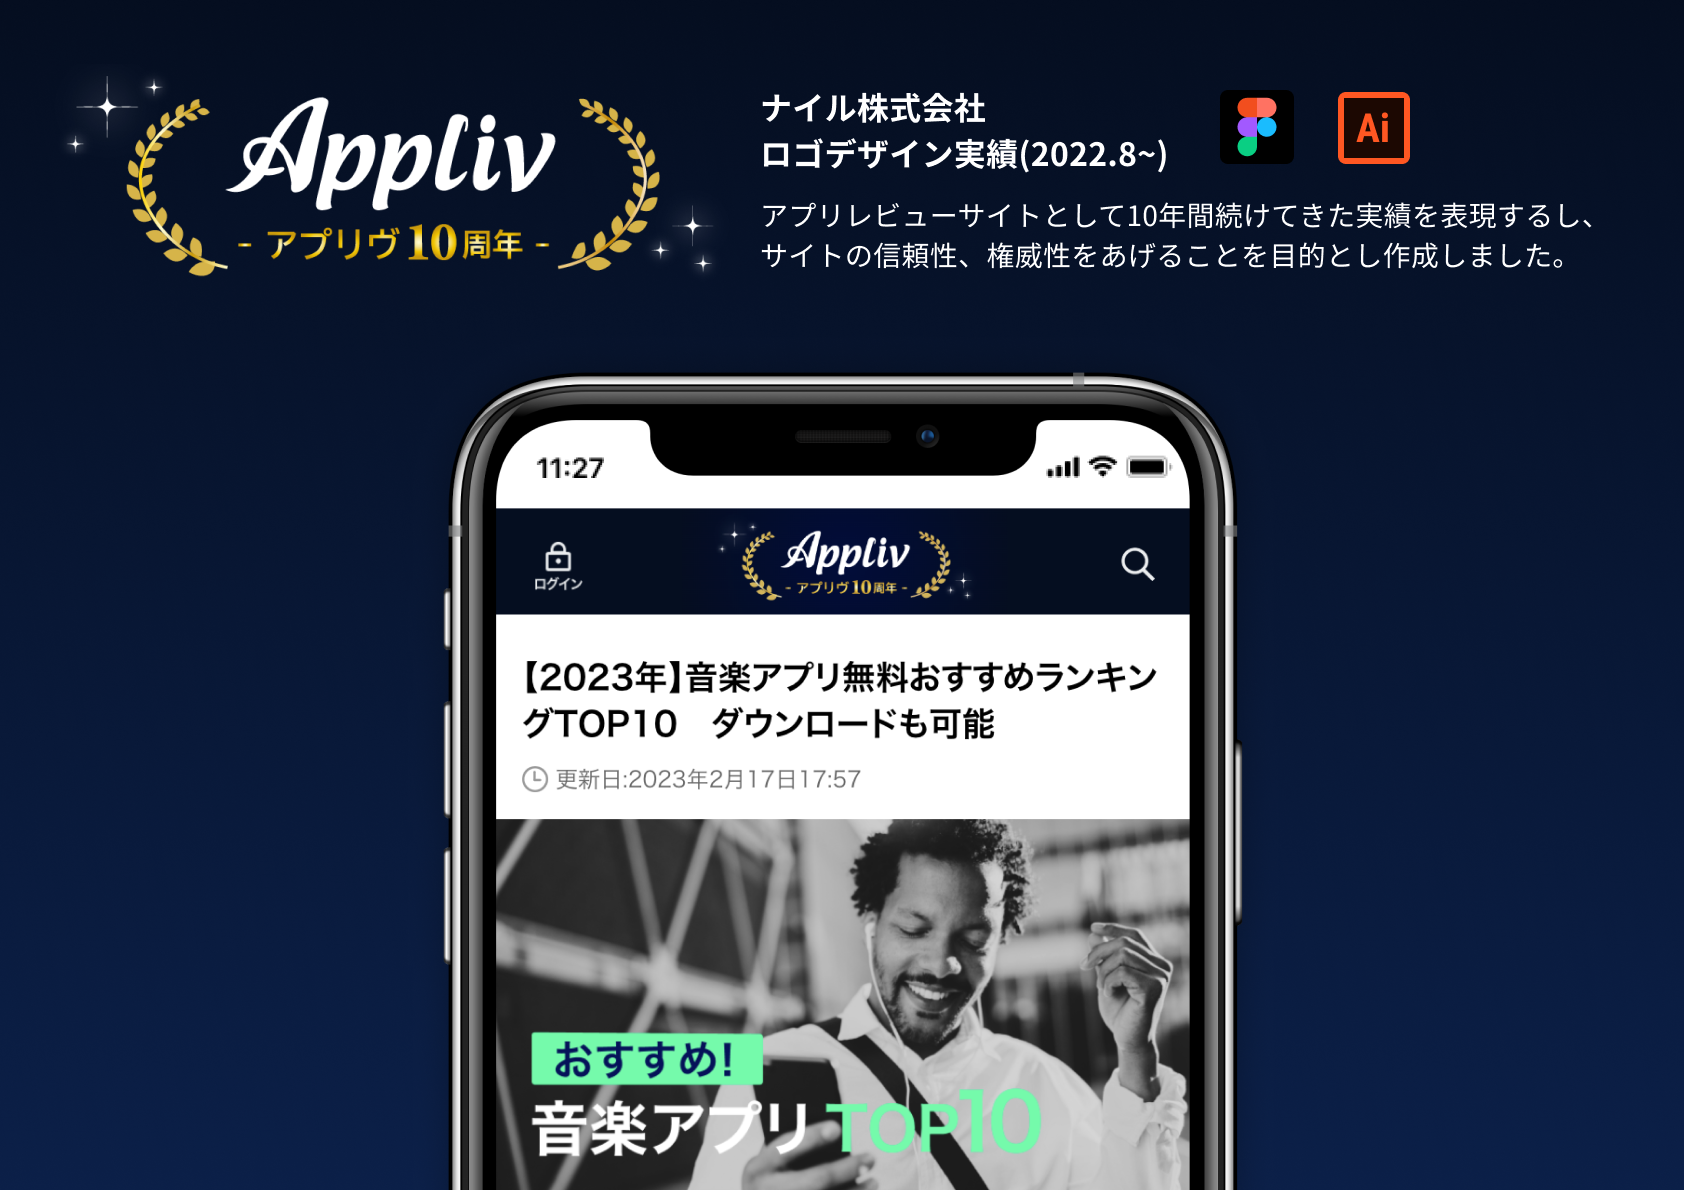 Appliv
- アプリヴ10周年 -
ナイル株式会社
ロゴデザイン実績(2022.8~)
Ai
アプリレビューサイトとして10年間続けてきた実績を表現するし、
サイトの信頼性、権威性をあげることを目的とし作成しました。
11:27
ログイン
Appliv
- アプリヴ10周年 -
【2023年】音楽アプリ無料おすすめランキン
グTOP10　ダウンロードも可能
更新日:2023年2月17日17:57
おすすめ!
音楽アプリ TOP10